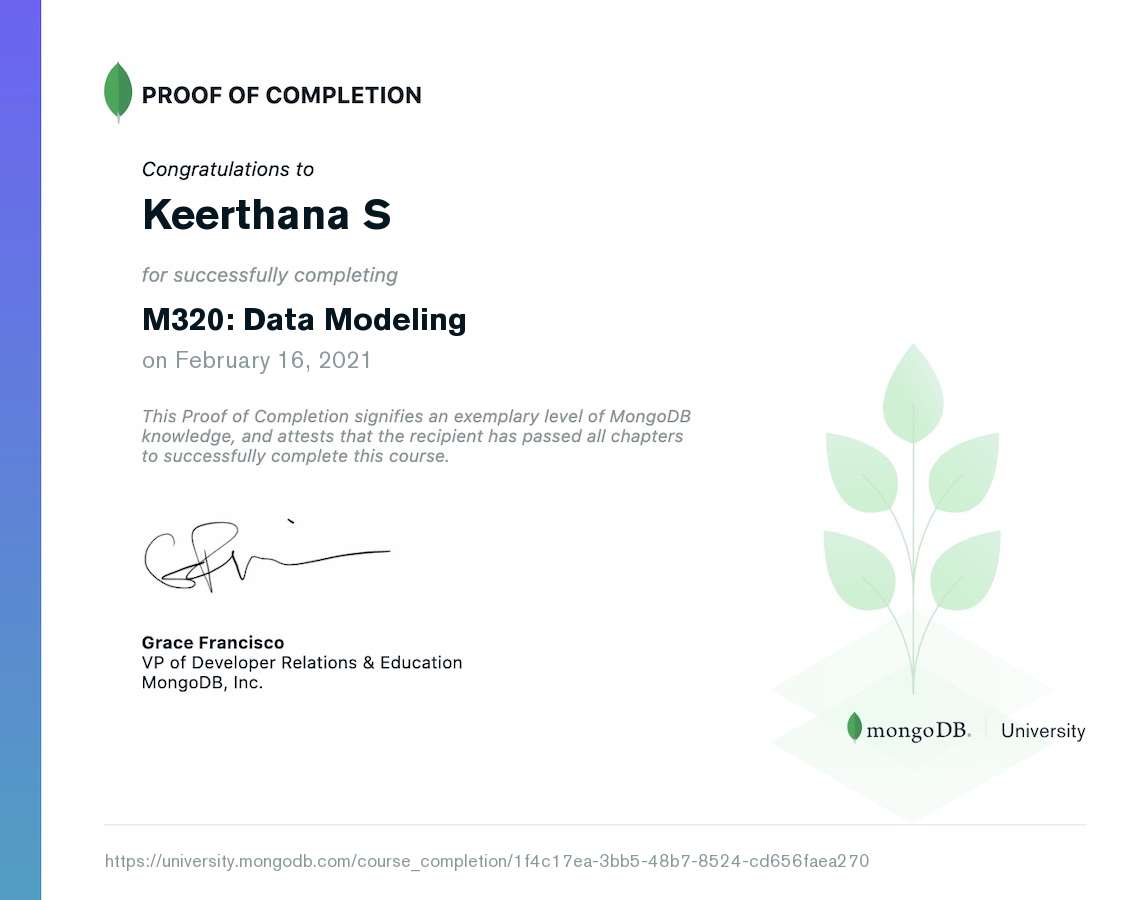 PROOF OF COMPLETION
Congratulations to
Keerthana S
for successfully completing
M320: Data Modeling
on February 16, 2021
This Proof of Completion signifies an exemplary level of MongoDB
knowledge, and attests that the recipient has passed all chapters
to successfully complete this course.
Grace Francisco
VP of Developer Relations & Education
MongoDB, Inc.
mongoDB. University
https://university.mongodb.com/course_completion/1f4c17ea-3bb5-48b7-8524-cd656faea270